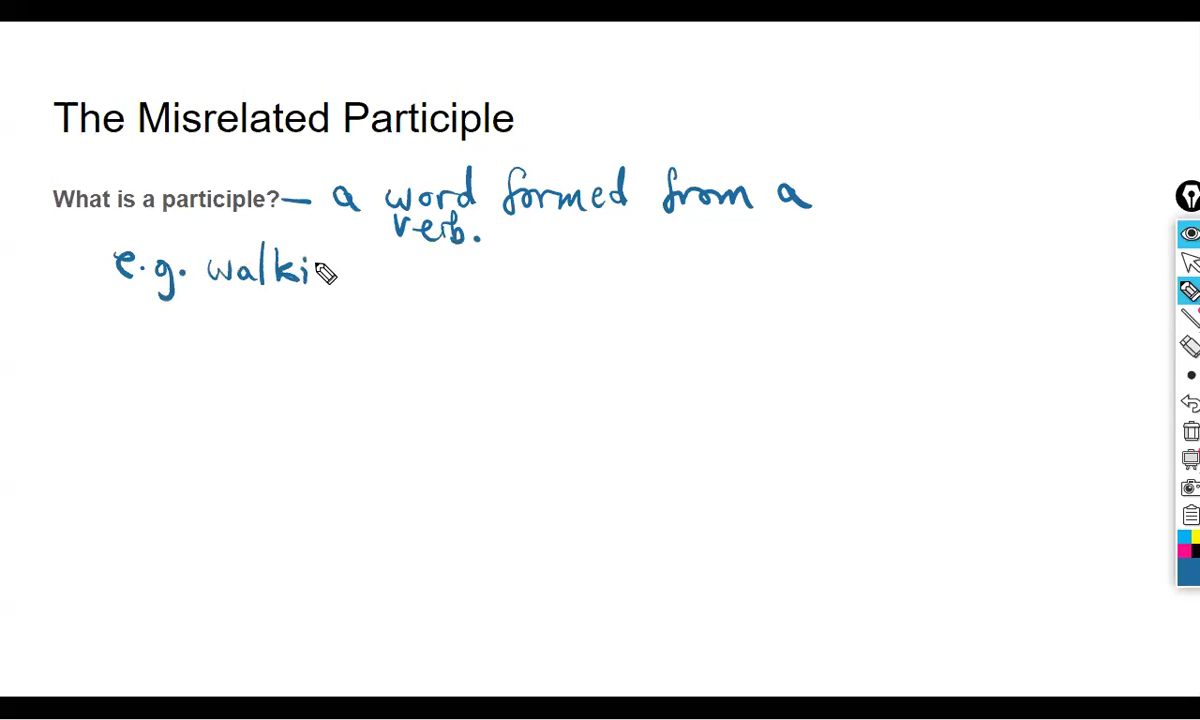 The Misrelated Participle
What is a participle? — a word formed from a
verb.
e.g. walki